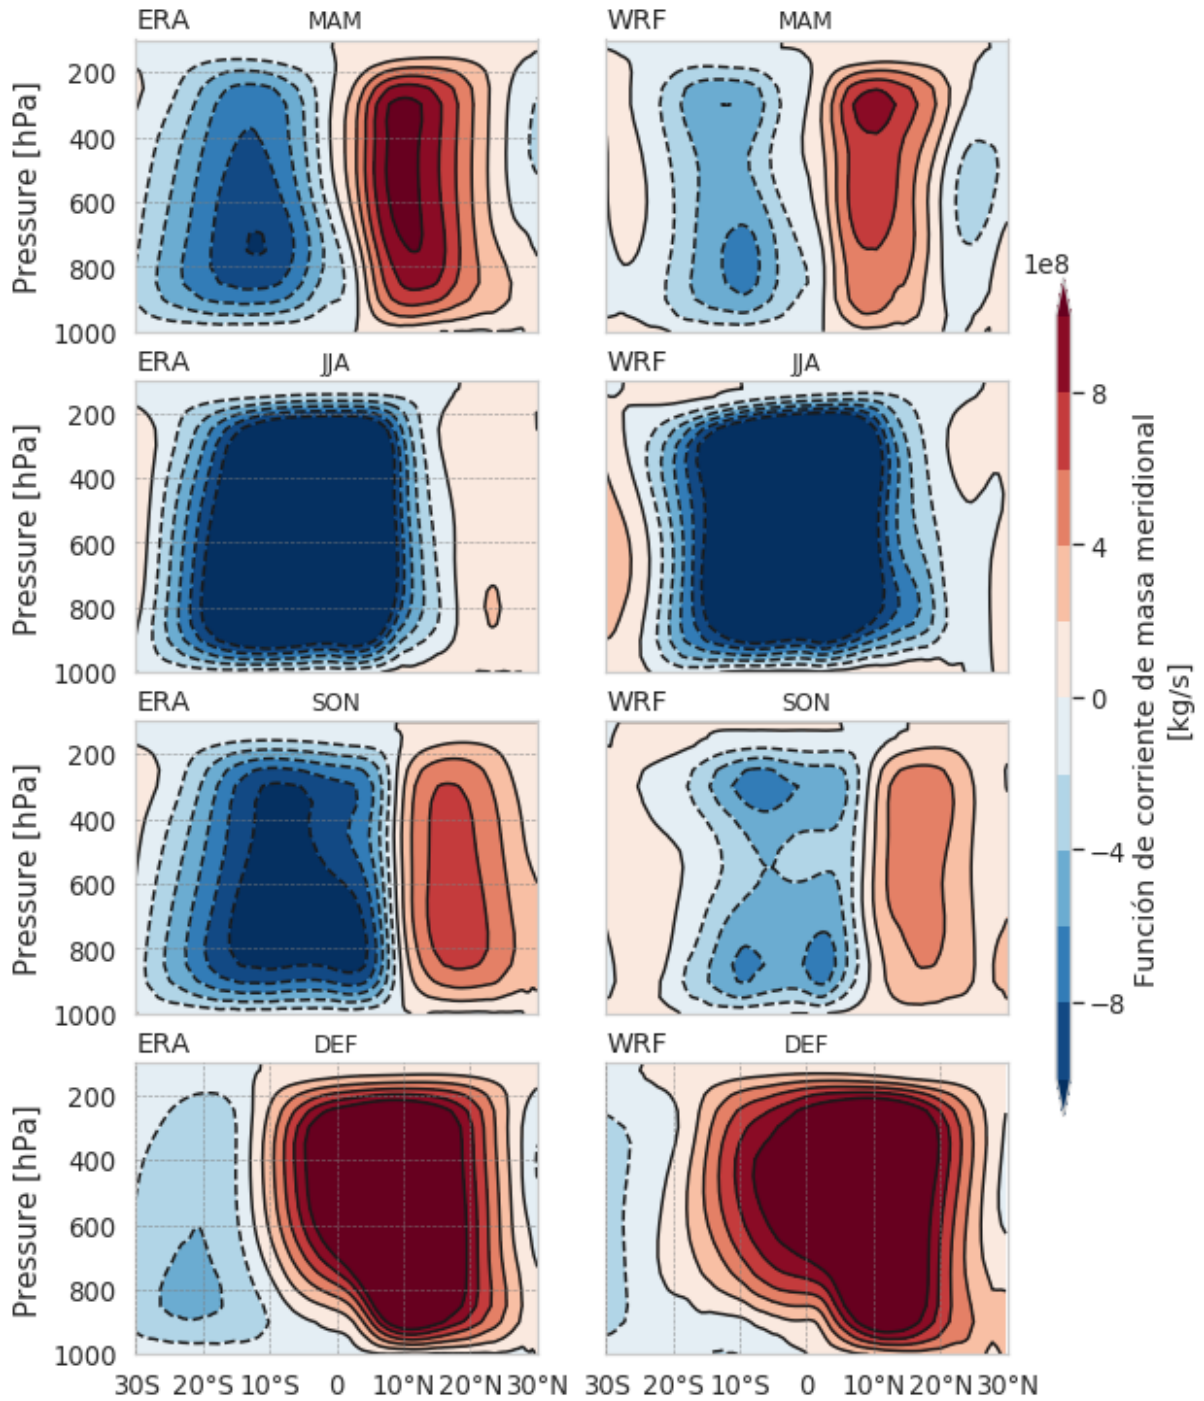 ERA MAM WRF MAM
Pressure [hPa]
200
400
600
800
1000
ERA JJA WRF JJA
Pressure [hPa]
200
400
600
800
1000
ERA SON WRF SON
Pressure [hPa]
200
400
600
800
1000
ERA DEF WRF DEF
Pressure [hPa]
200
400
600
800
1000
30S 20°S 10°S 0 10°N 20°N 30°N
30S 20°S 10°S 0 10°N 20°N 30°N
1e8
8
4
0
−4
−8
Función de corriente de masa meridional
[kg/s]